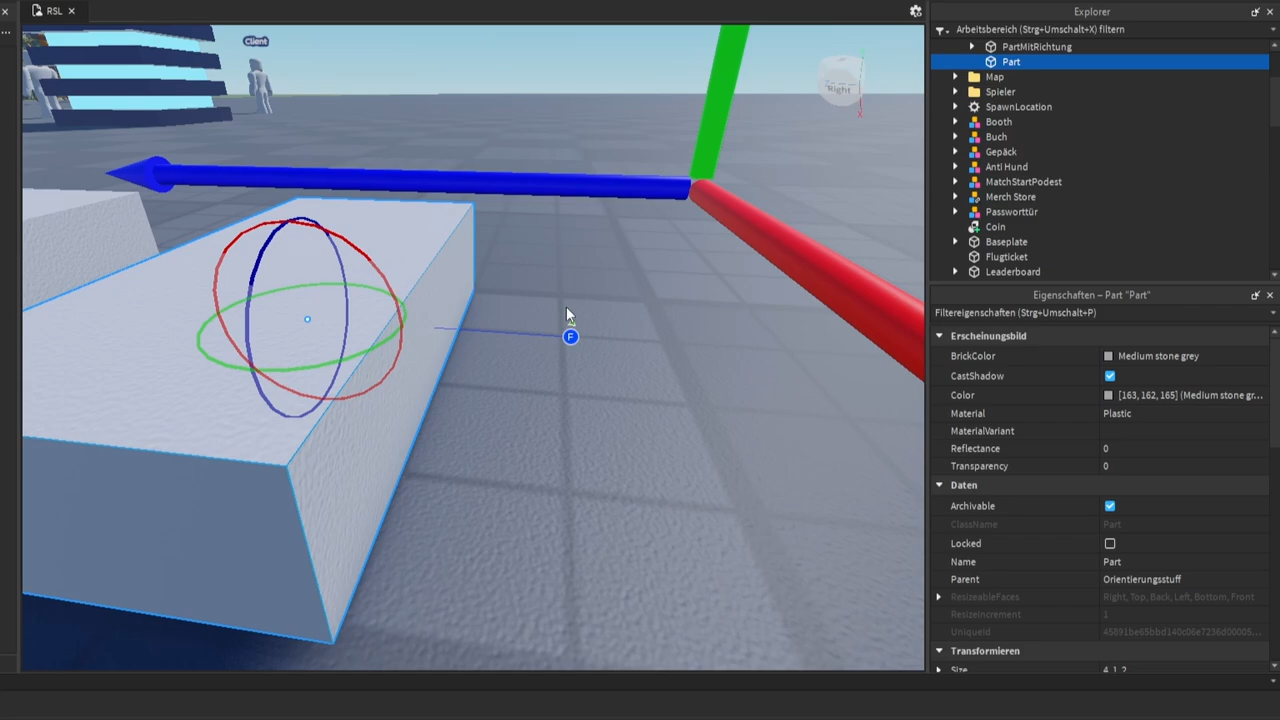 RSL
Client
Right
F
Explorer
Arbeitsbereich (Strg+Umschalt+X) filtern
PartMitRichtung
Part
Map
Spieler
SpawnLocation
Booth
Buch
Gepäck
Anti Hund
MatchStartPodest
Merch Store
Passworttür
Coin
Baseplate
Flugticket
Leaderboard
Eigenschaften – Part "Part"
Filtereigenschaften (Strg+Umschalt+P)
Erscheinungsbild
BrickColor Medium stone grey
CastShadow
Color [163, 162, 165] (Medium stone gr...
Material Plastic
MaterialVariant
Reflectance 0
Transparency 0
Daten
Archivable
ClassName Part
Locked
Name Part
Parent Orientierungsstuff
ResizeableFaces Right, Top, Back, Left, Bottom, Front
ResizeIncrement 1
UniqueId
Transformieren
Size 4, 1, 2